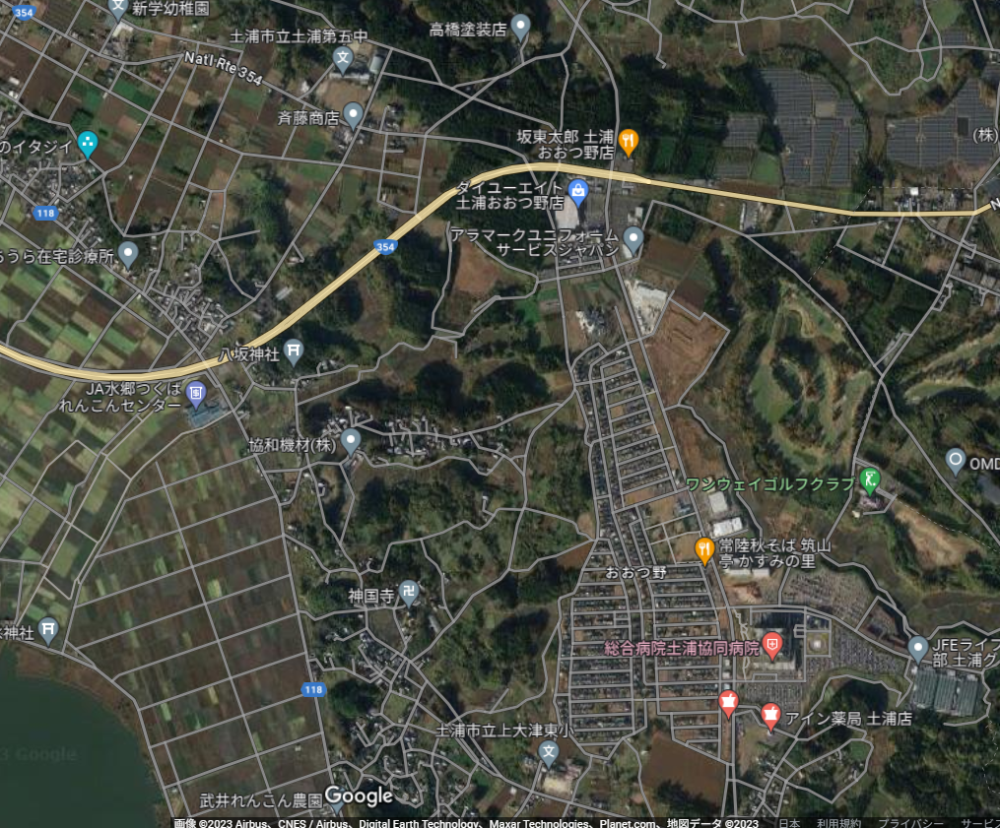 354
新学幼稚園
高橋塗装店
土浦市立土浦第五中
Natl Rte 354
斉藤商店
のイタジイ
坂東太郎 土浦
おおつ野店
(株)
118
ダイユーエイト
土浦おおつ野店
354
アラマークユニフォーム
サービスジャパン
うら在宅診療所
八坂神社
JA水郷つくば
れんこんセンター
協和機材(株)
OMD
ワンウェイゴルフクラブ
常陸秋そば 筑山
亭 かすみの里
おおつ野
神国寺
神社
総合病院土浦協同病院
JFEライフ
部 土浦グ
118
アイン薬局 土浦店
土浦市立上大津東小
3 Google
武井れんこん農園
Google
画像 ©2023 Airbus、CNES / Airbus、Digital Earth Technology、Maxar Technologies、Planet.com、地図データ ©2023
日本
利用規約
プライバシー
サービス